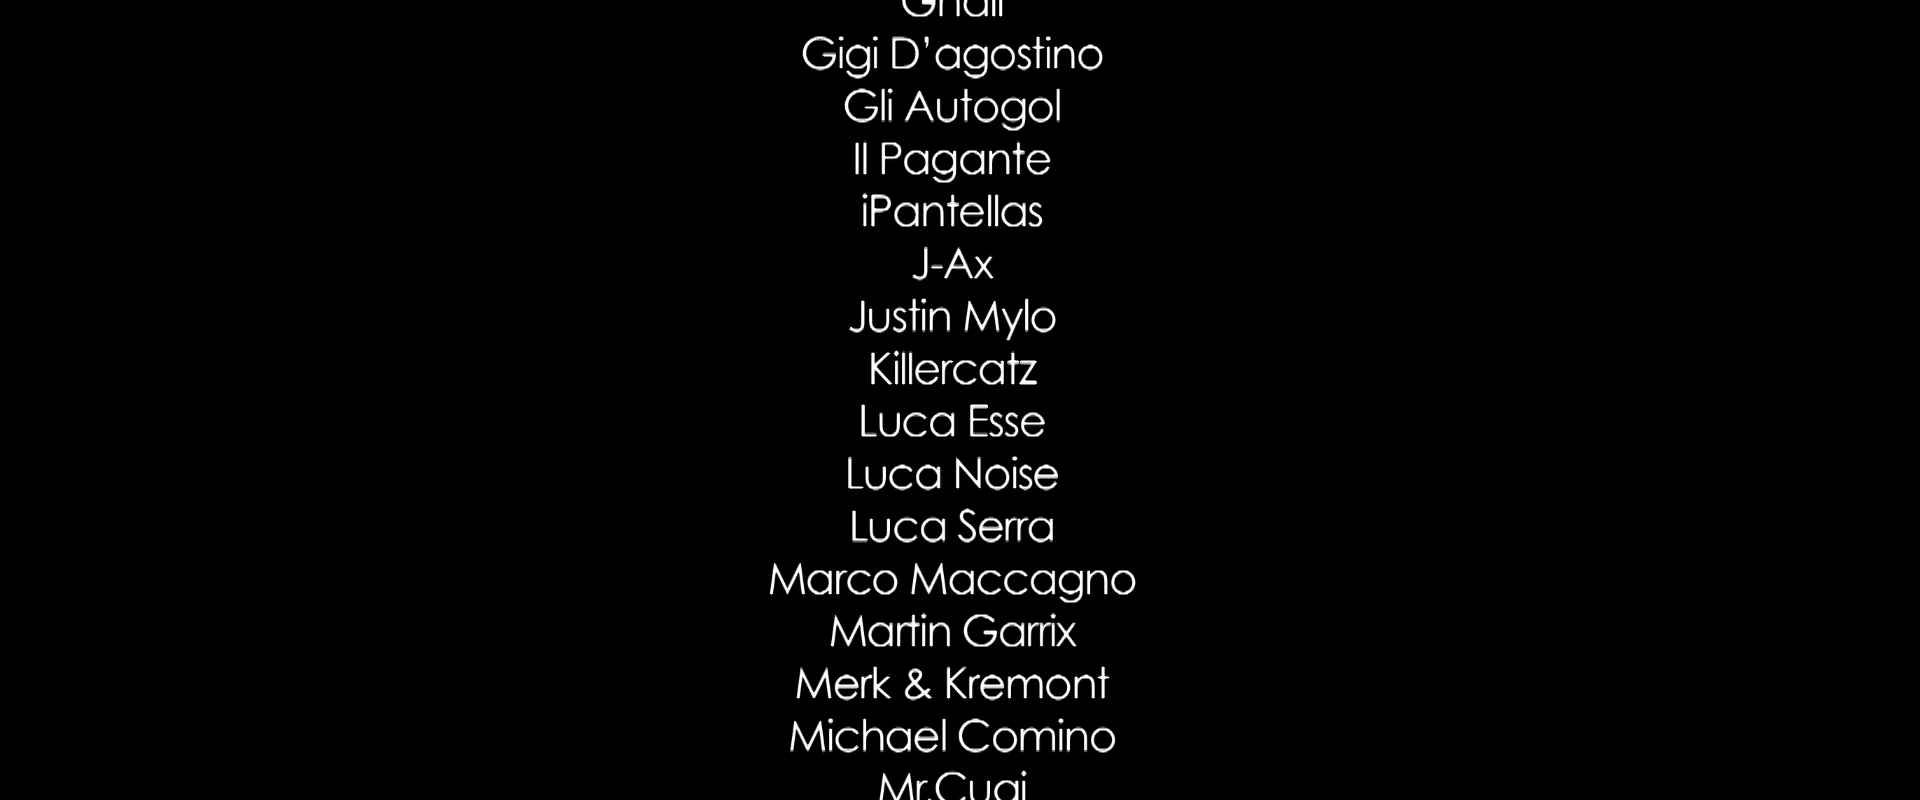 Gigi D'agostino
Gli Autogol
Il Pagante
iPantellas
J-Ax
Justin Mylo
Killercatz
Luca Esse
Luca Noise
Luca Serra
Marco Maccagno
Martin Garrix
Merk & Kremont
Michael Comino